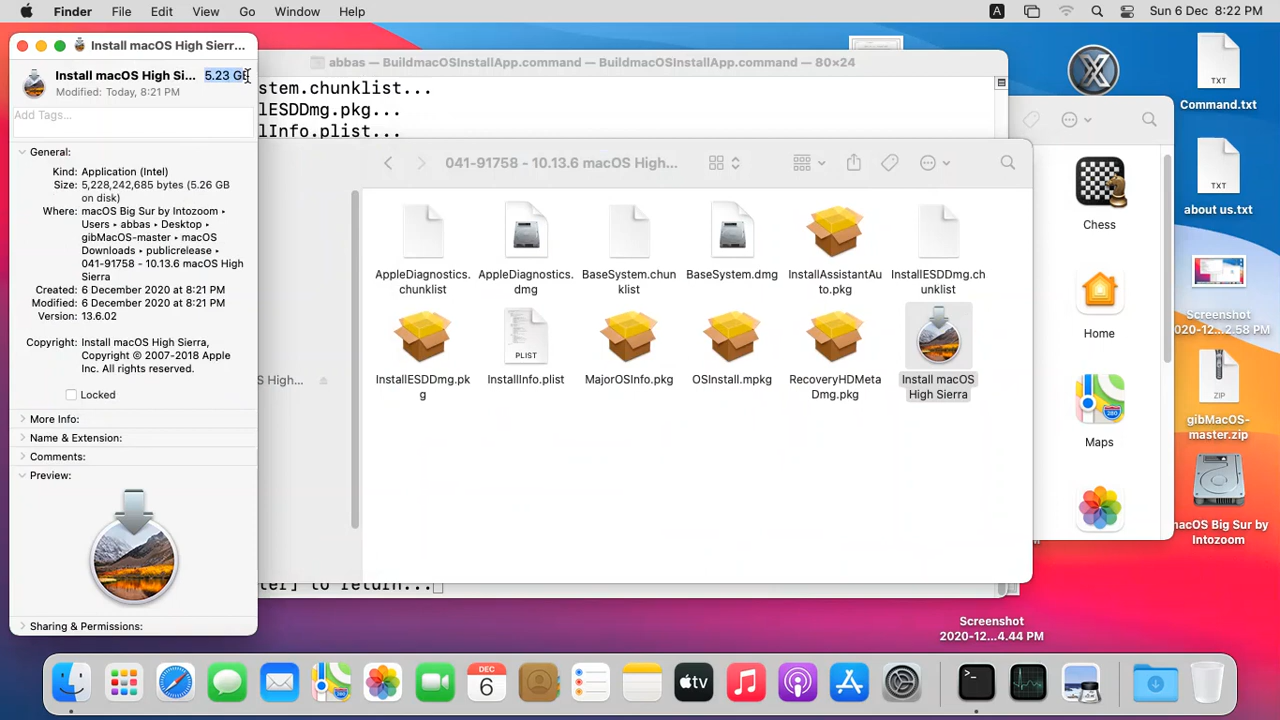 Finder File Edit View Go Window Help
A
Sun 6 Dec 8:22 PM
Install macOS High Sierr...
Install macOS High Si...
5.23 GB
Modified: Today, 8:21 PM
Add Tags...
General:
Kind: Application (Intel)
Size: 5,228,242,685 bytes (5.26 GB
on disk)
Where: macOS Big Sur by Intozoom ▸
Users ▸ abbas ▸ Desktop ▸
gibMacOS-master ▸ macOS
Downloads ▸ publicrelease ▸
041-91758 - 10.13.6 macOS High
Sierra
Created: 6 December 2020 at 8:21 PM
Modified: 6 December 2020 at 8:21 PM
Version: 13.6.02
Copyright: Install macOS High Sierra,
Copyright © 2007-2018 Apple
Inc. All rights reserved.
Locked
More Info:
Name & Extension:
Comments:
Preview:
Sharing & Permissions:
abbas — BuildmacOSInstallApp.command — BuildmacOSInstallApp.command — 80×24
stem.chunklist...
lESDDmg.pkg...
lInfo.plist...
041-91758 - 10.13.6 macOS High...
OS High...
AppleDiagnostics.
chunklist
AppleDiagnostics.
dmg
BaseSystem.chun
klist
BaseSystem.dmg
InstallAssistantAu
to.pkg
InstallESDDmg.ch
unklist
InstallESDDmg.pk
g
PLIST
InstallInfo.plist
MajorOSInfo.pkg
OSInstall.mpkg
RecoveryHDMeta
Dmg.pkg
Install macOS
High Sierra
ter] to return...
Chess
Home
280
Maps
TXT
Command.txt
TXT
about us.txt
Screenshot
2020-12...2.58 PM
ZIP
gibMacOS-
master.zip
macOS Big Sur by
Intozoom
Screenshot
2020-12...4.44 PM
DEC
6
tv